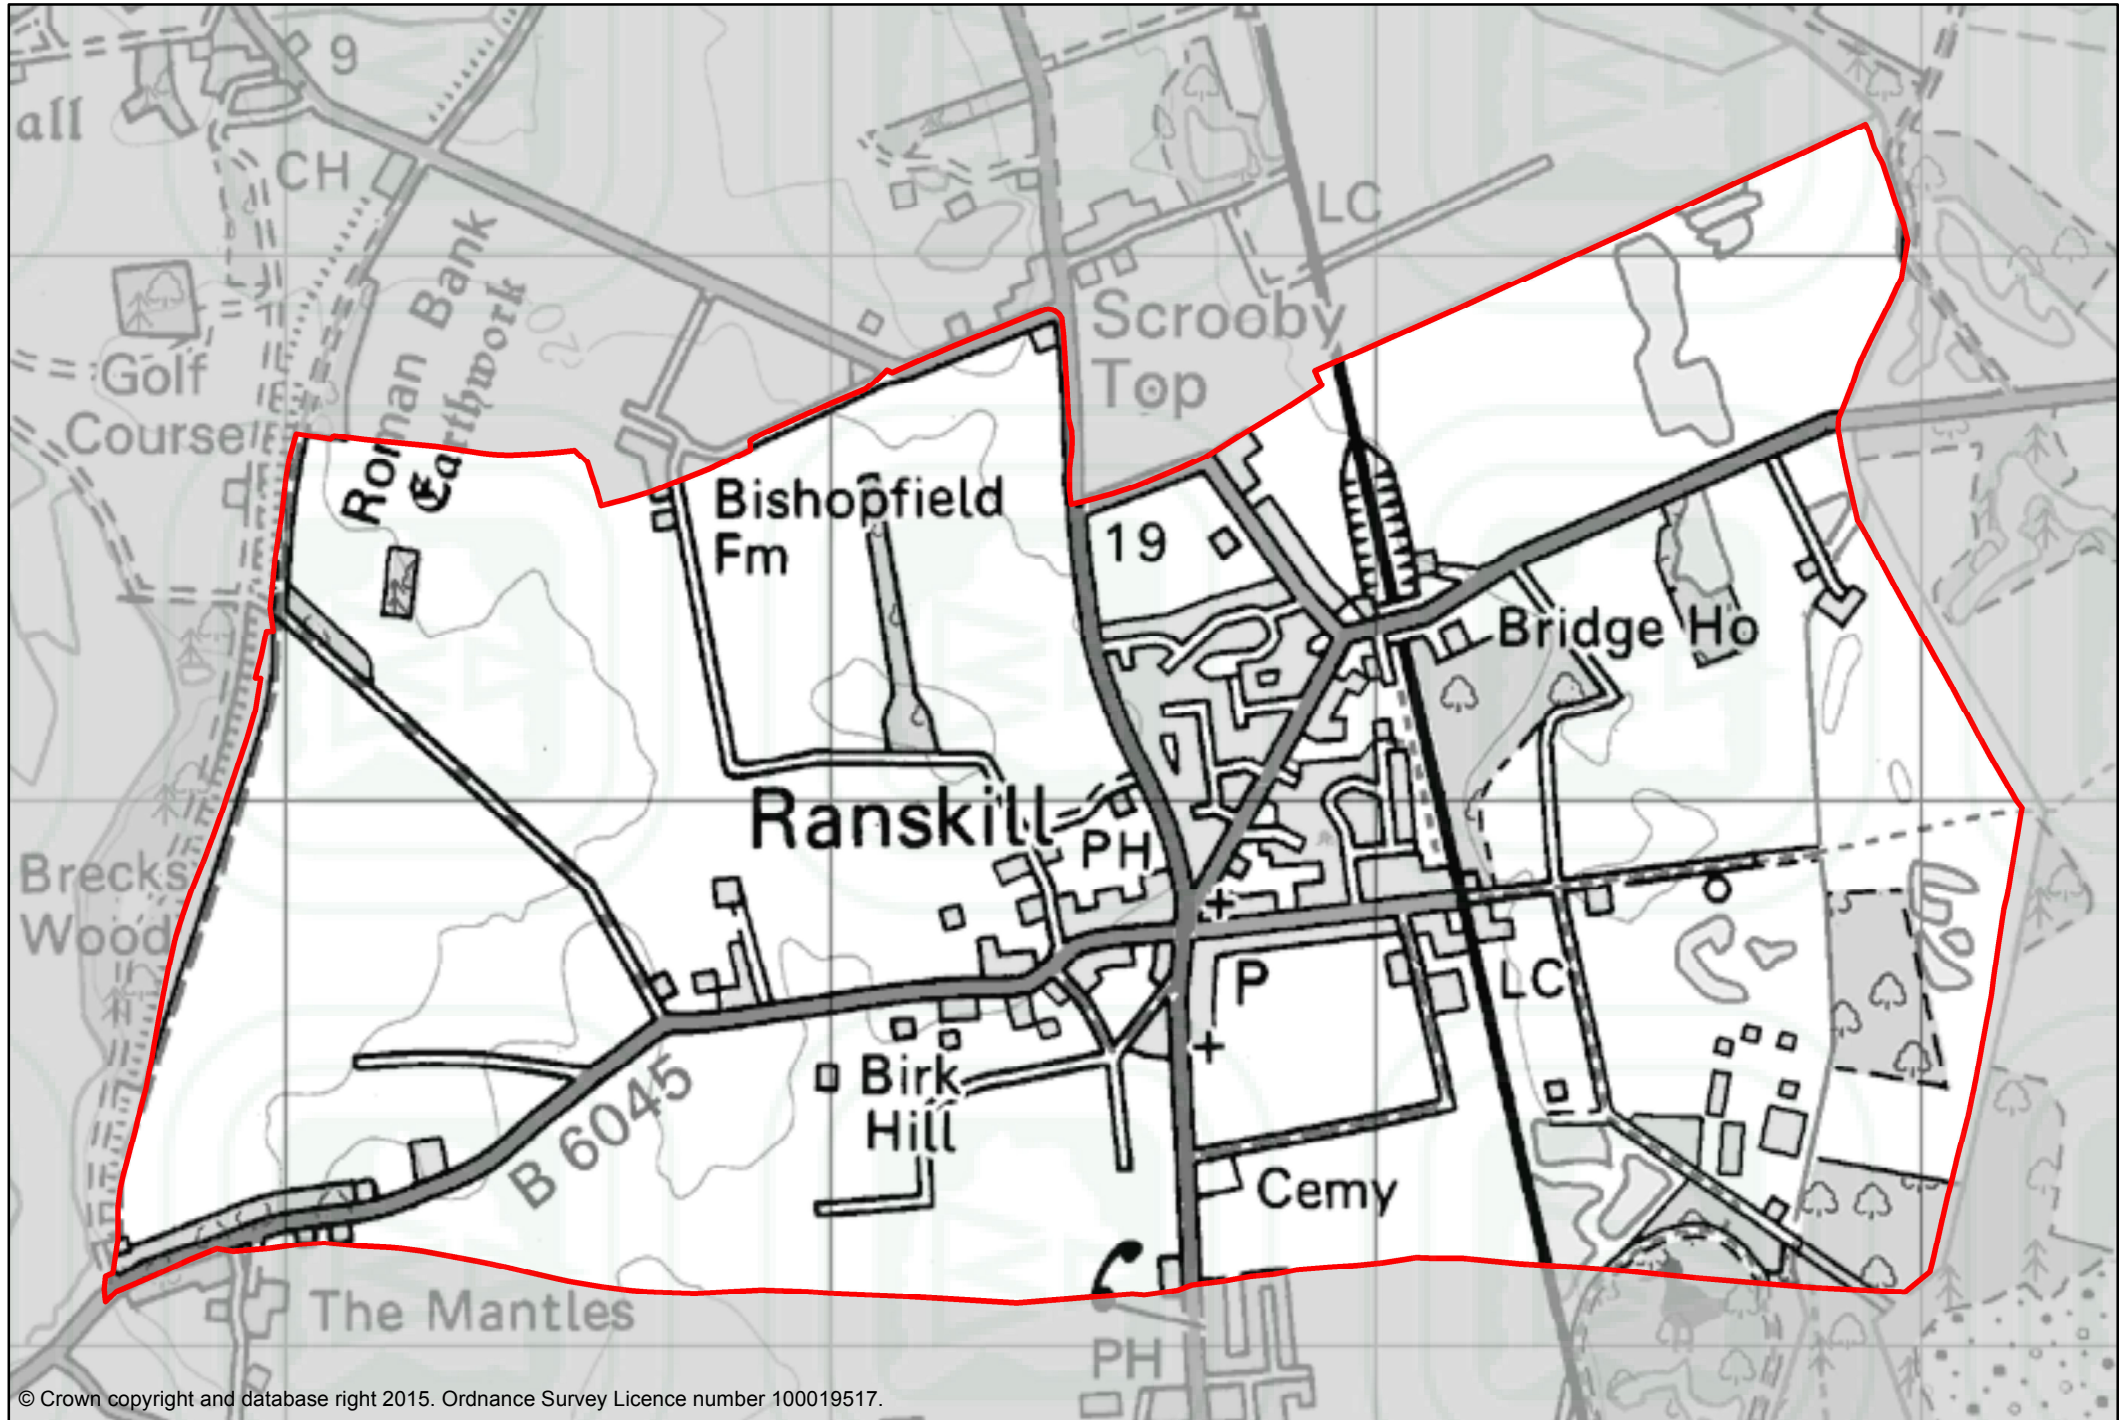 9
all
CH
LC
Roman Bank
Earthwork
20
Scrooby
Top
Golf
Course
Bishopfield
Fm
19
Bridge Ho
Ranskill
PH
Brecks
Wood
P
LC
Birk
Hill
B 6045
Cemy
The Mantles
PH
© Crown copyright and database right 2015. Ordnance Survey Licence number 100019517.